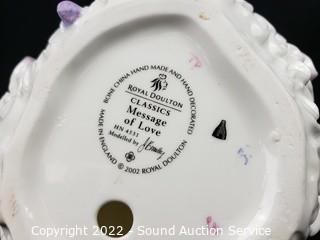 BONE CHINA HAND MADE AND HAND DECORATED
ROYAL DOULTON
CLASSICS
Message
of Love
HN 4531
Modelled by
MADE IN ENGLAND © 2002 ROYAL DOULTON
Copyright 2022 - Sound Auction Service